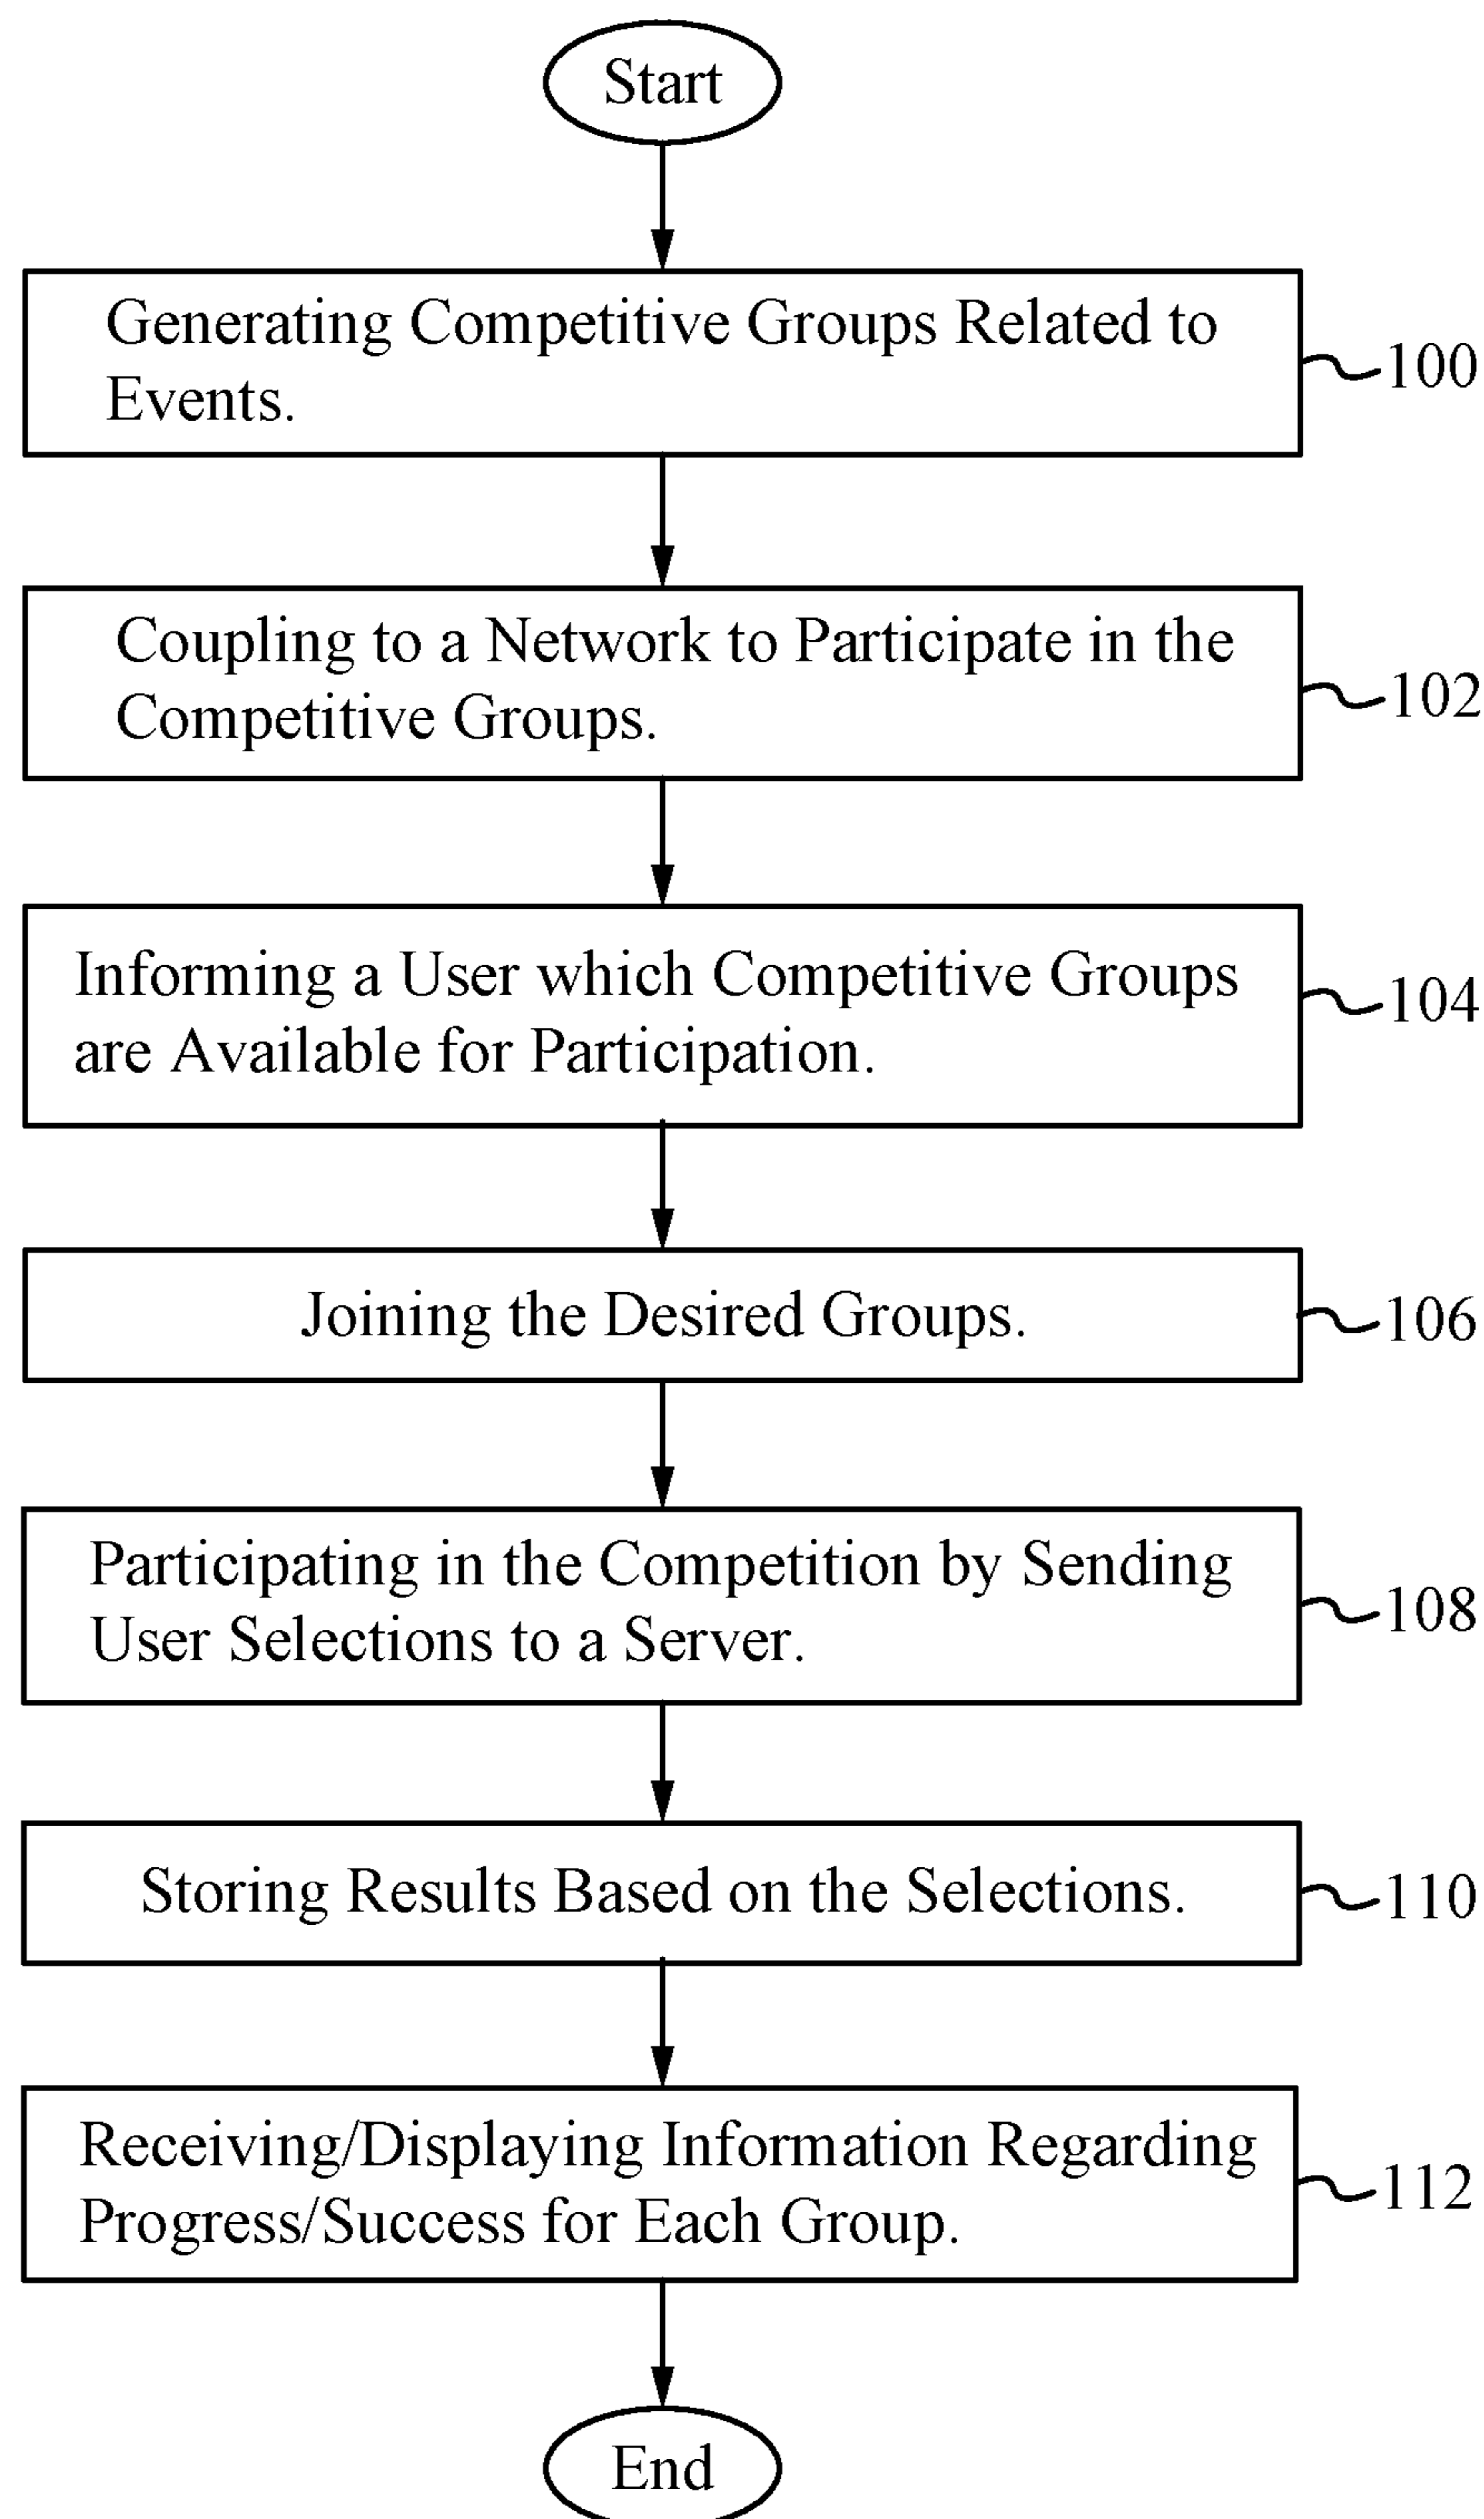 Start
Generating Competitive Groups Related to
Events.
100
Coupling to a Network to Participate in the
Competitive Groups.
102
Informing a User which Competitive Groups
are Available for Participation.
104
Joining the Desired Groups.
106
Participating in the Competition by Sending
User Selections to a Server.
108
Storing Results Based on the Selections.
110
Receiving/Displaying Information Regarding
Progress/Success for Each Group.
112
End